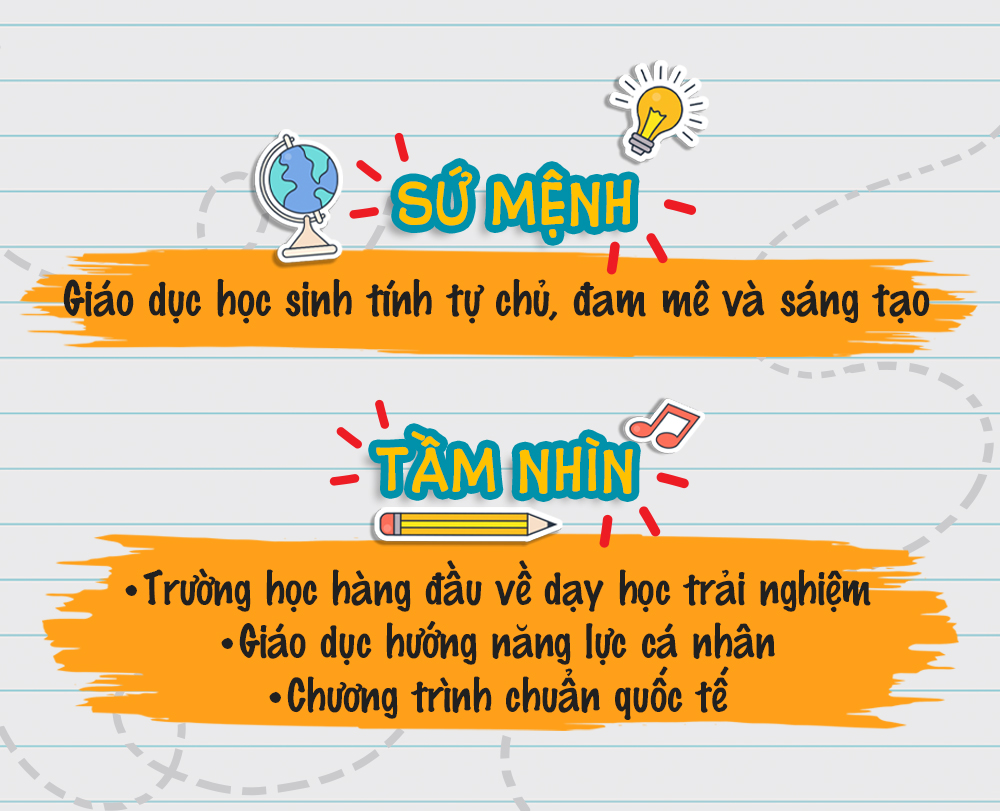 SỨ MỆNH
Giáo dục học sinh tính tự chủ, đam mê và sáng tạo
TẦM NHÌN
•Trường học hàng đầu về dạy học trải nghiệm
•Giáo dục hướng năng lực cá nhân
•Chương trình chuẩn quốc tế